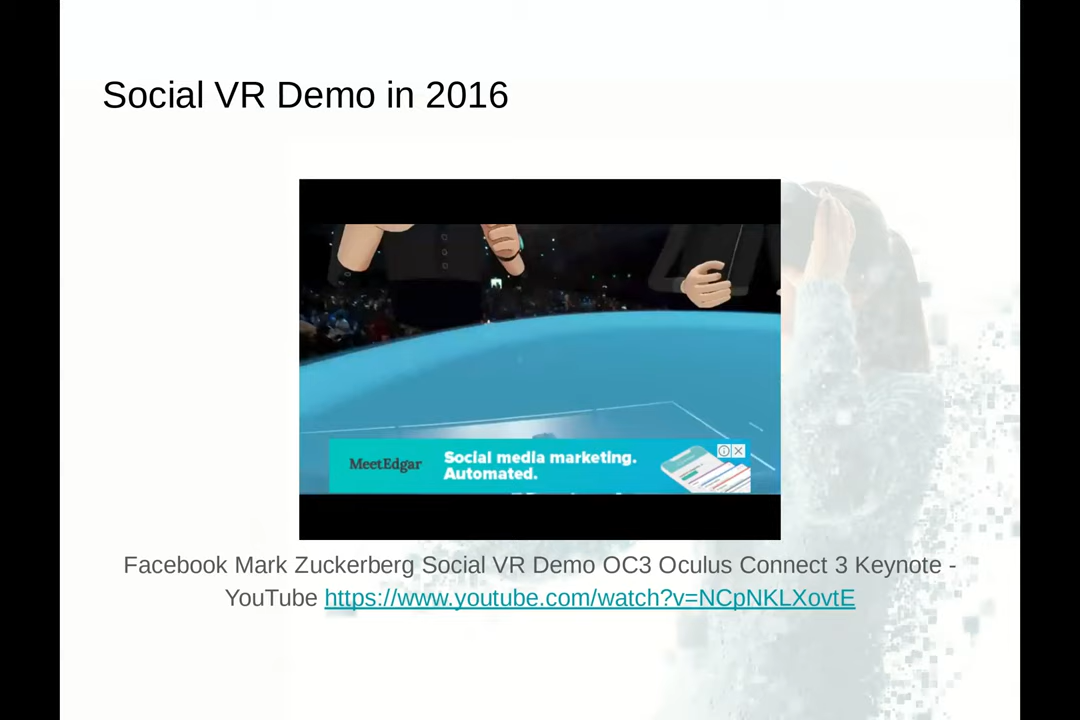 Social VR Demo in 2016
MeetEdgar
Social media marketing.
Automated.
Facebook Mark Zuckerberg Social VR Demo OC3 Oculus Connect 3 Keynote -
YouTube https://www.youtube.com/watch?v=NCpNKLXovtE